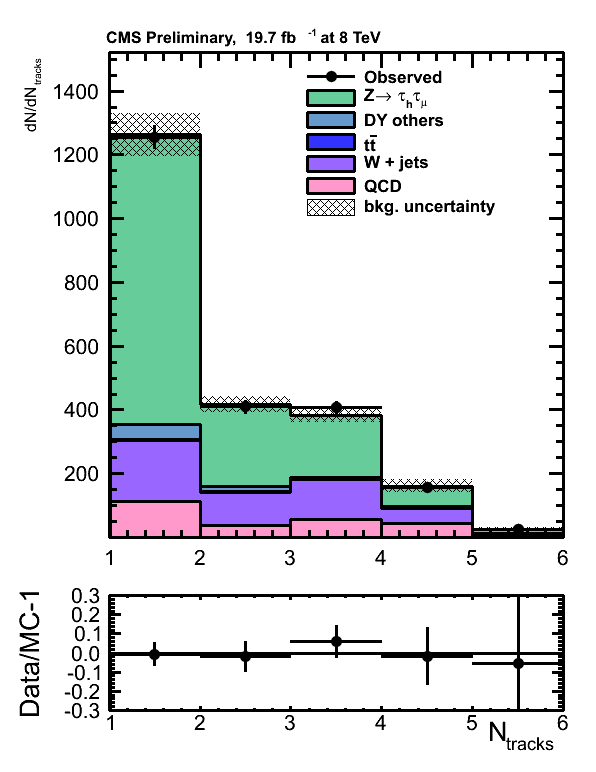 CMS Preliminary, 19.7 fb ⁻¹ at 8 TeV
dN/dN_tracks
1400
1200
1000
800
600
400
200
Observed
Z→ τ_h τ_μ
DY others
tt̄
W + jets
QCD
bkg. uncertainty
1 2 3 4 5 6
Data/MC-1
0.3
0.2
0.1
0.0
-0.1
-0.2
-0.3
1 2 3 4 5 6
N_tracks